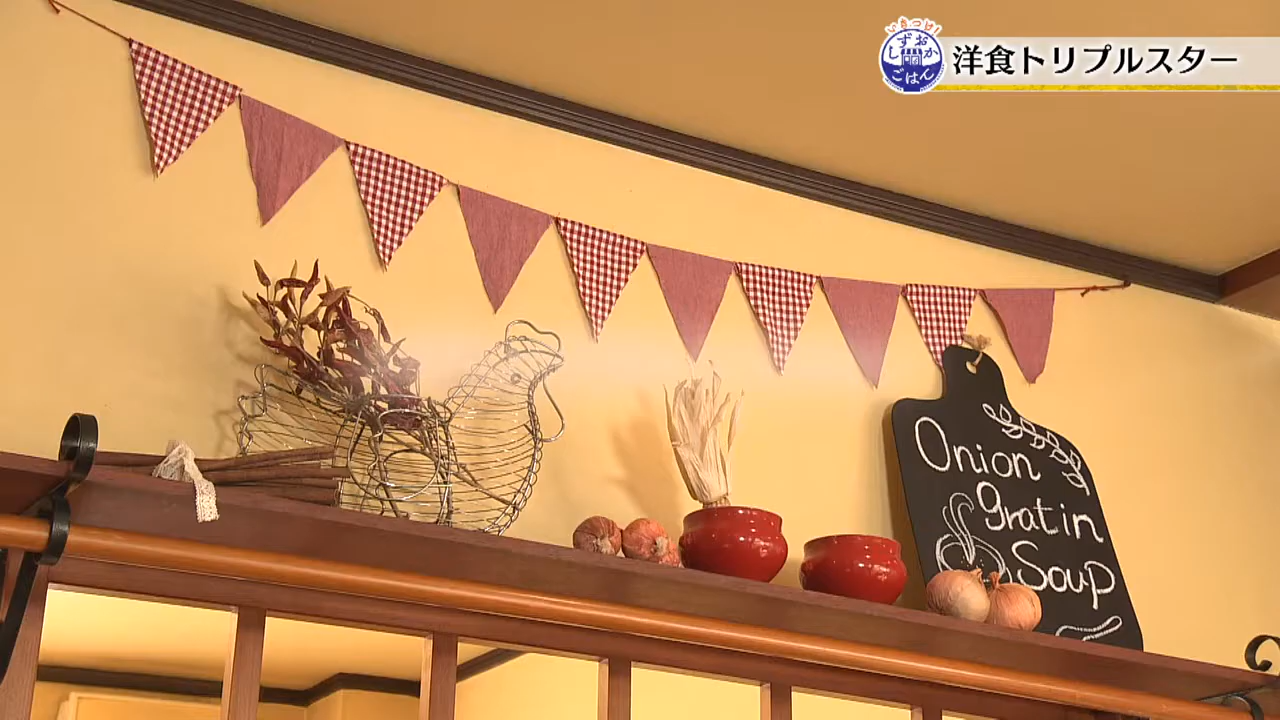 いきつけ!
しずおか
ごはん
洋食トリプルスター
Onion
gratin
Soup